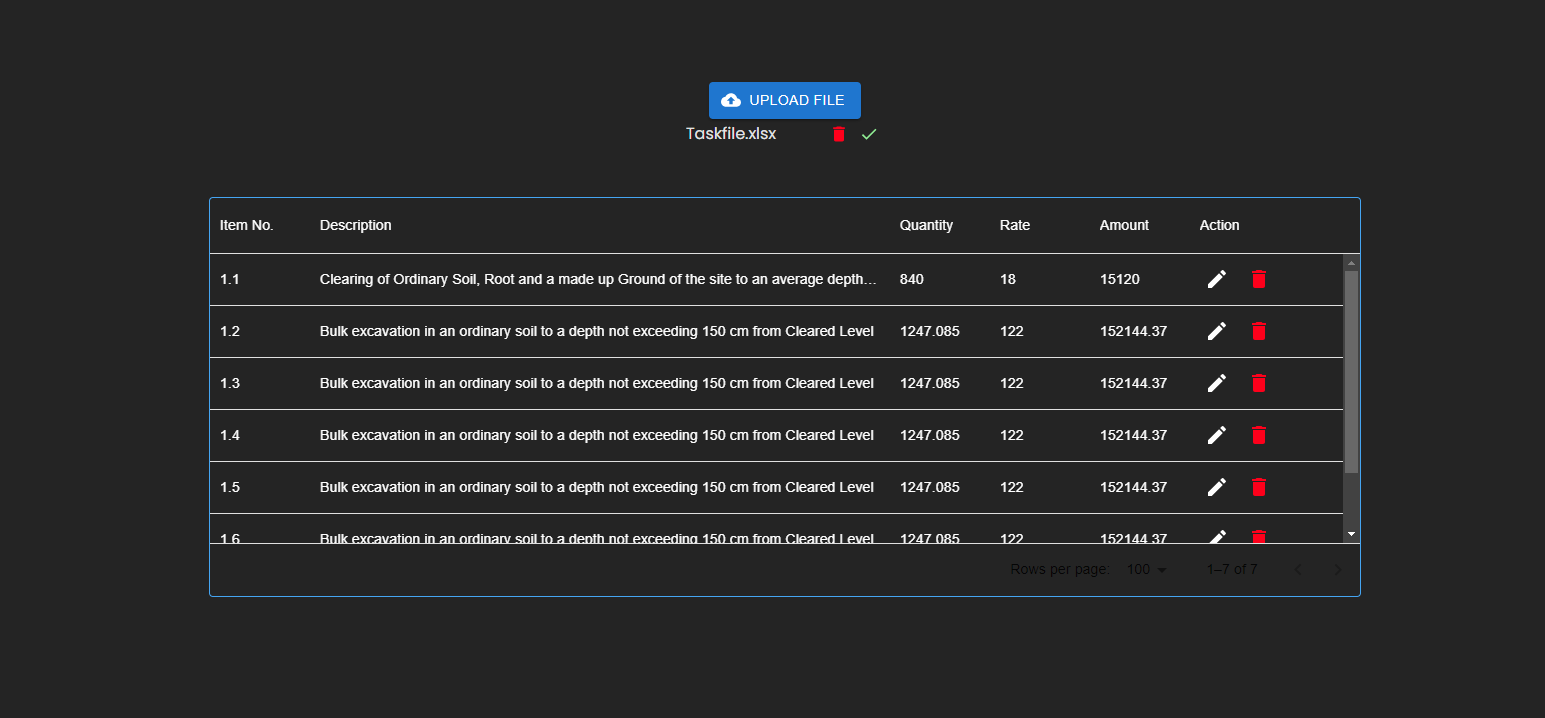 UPLOAD FILE
Taskfile.xlsx
Item No. Description Quantity Rate Amount Action
1.1 Clearing of Ordinary Soil, Root and a made up Ground of the site to an average depth... 840 18 15120
1.2 Bulk excavation in an ordinary soil to a depth not exceeding 150 cm from Cleared Level 1247.085 122 152144.37
1.3 Bulk excavation in an ordinary soil to a depth not exceeding 150 cm from Cleared Level 1247.085 122 152144.37
1.4 Bulk excavation in an ordinary soil to a depth not exceeding 150 cm from Cleared Level 1247.085 122 152144.37
1.5 Bulk excavation in an ordinary soil to a depth not exceeding 150 cm from Cleared Level 1247.085 122 152144.37
1.6 Bulk excavation in an ordinary soil to a depth not exceeding 150 cm from Cleared Level 1247.085 122 152144.37
Rows per page: 100 1–7 of 7